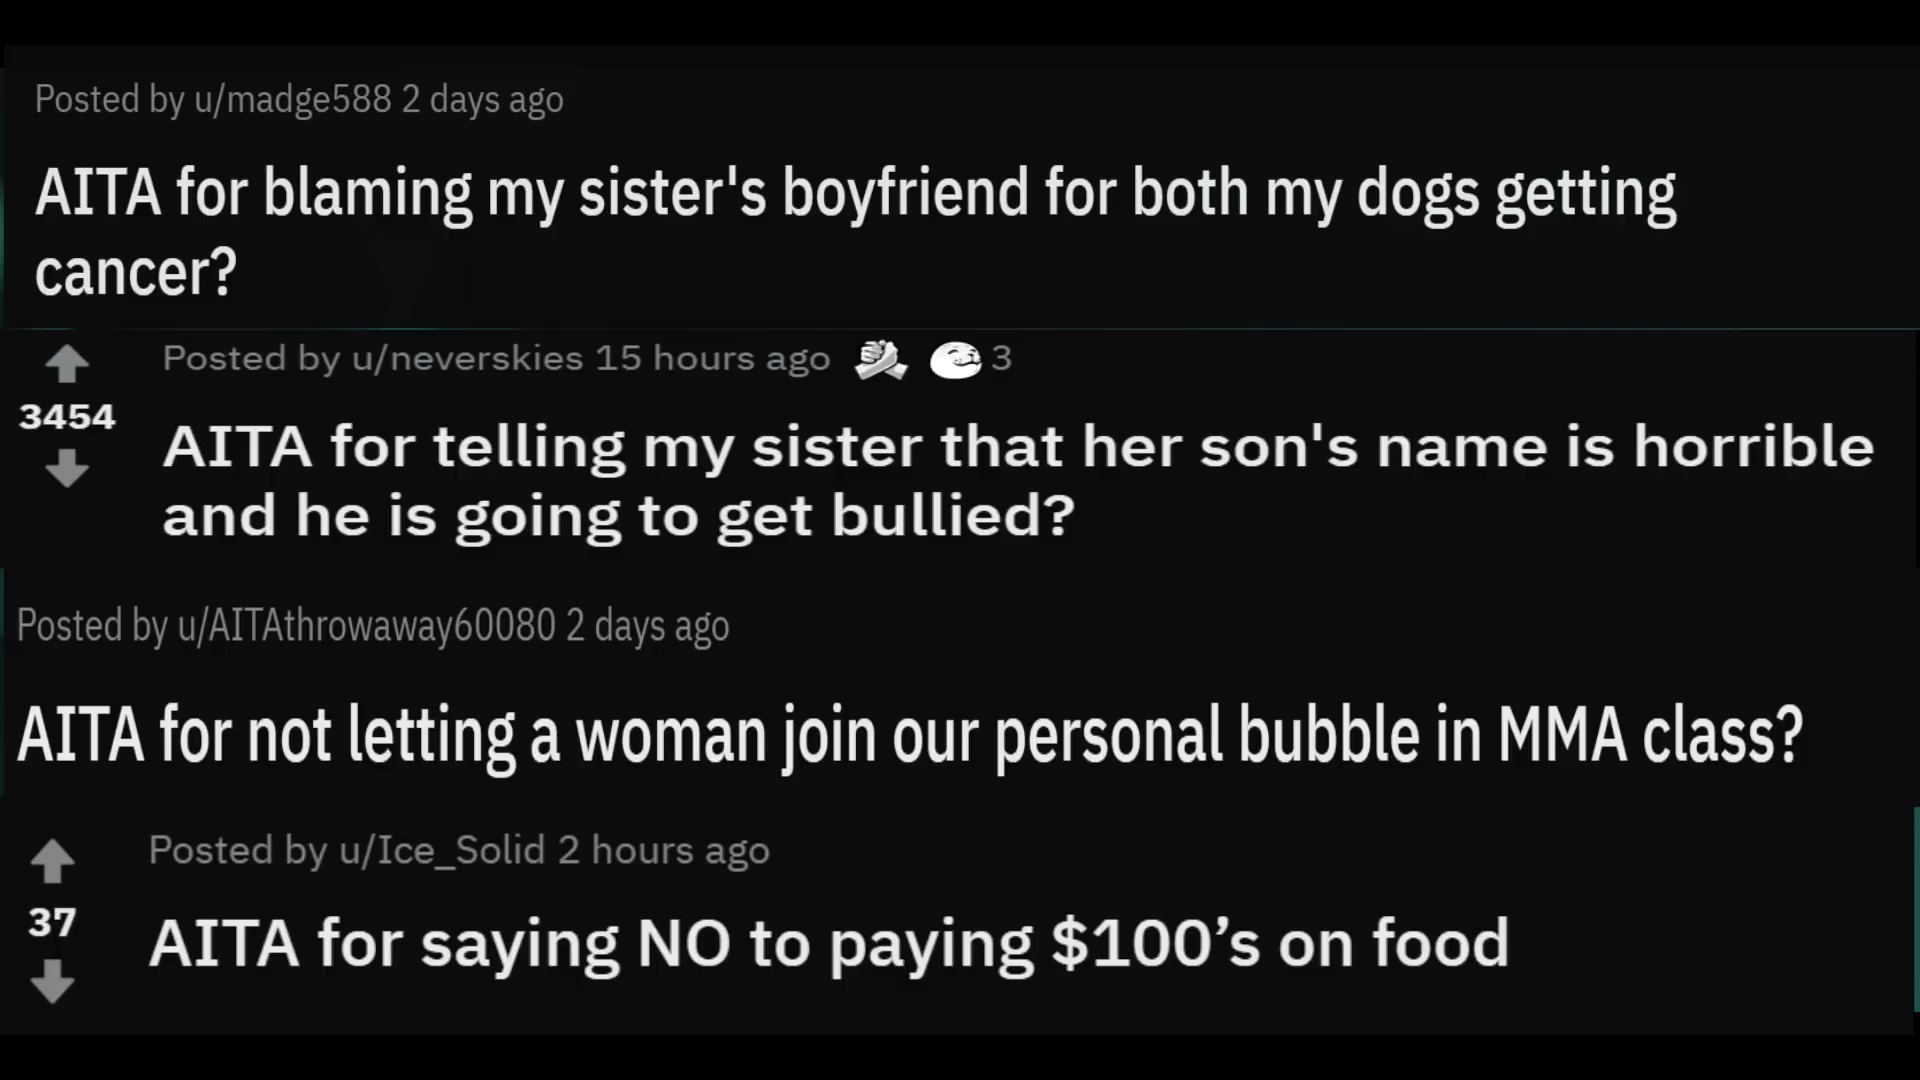 Posted by u/madge588 2 days ago
AITA for blaming my sister's boyfriend for both my dogs getting
cancer?
Posted by u/neverskies 15 hours ago 3
3454
AITA for telling my sister that her son's name is horrible
and he is going to get bullied?
Posted by u/AITAthrowaway60080 2 days ago
AITA for not letting a woman join our personal bubble in MMA class?
Posted by u/Ice_Solid 2 hours ago
37
AITA for saying NO to paying $100’s on food